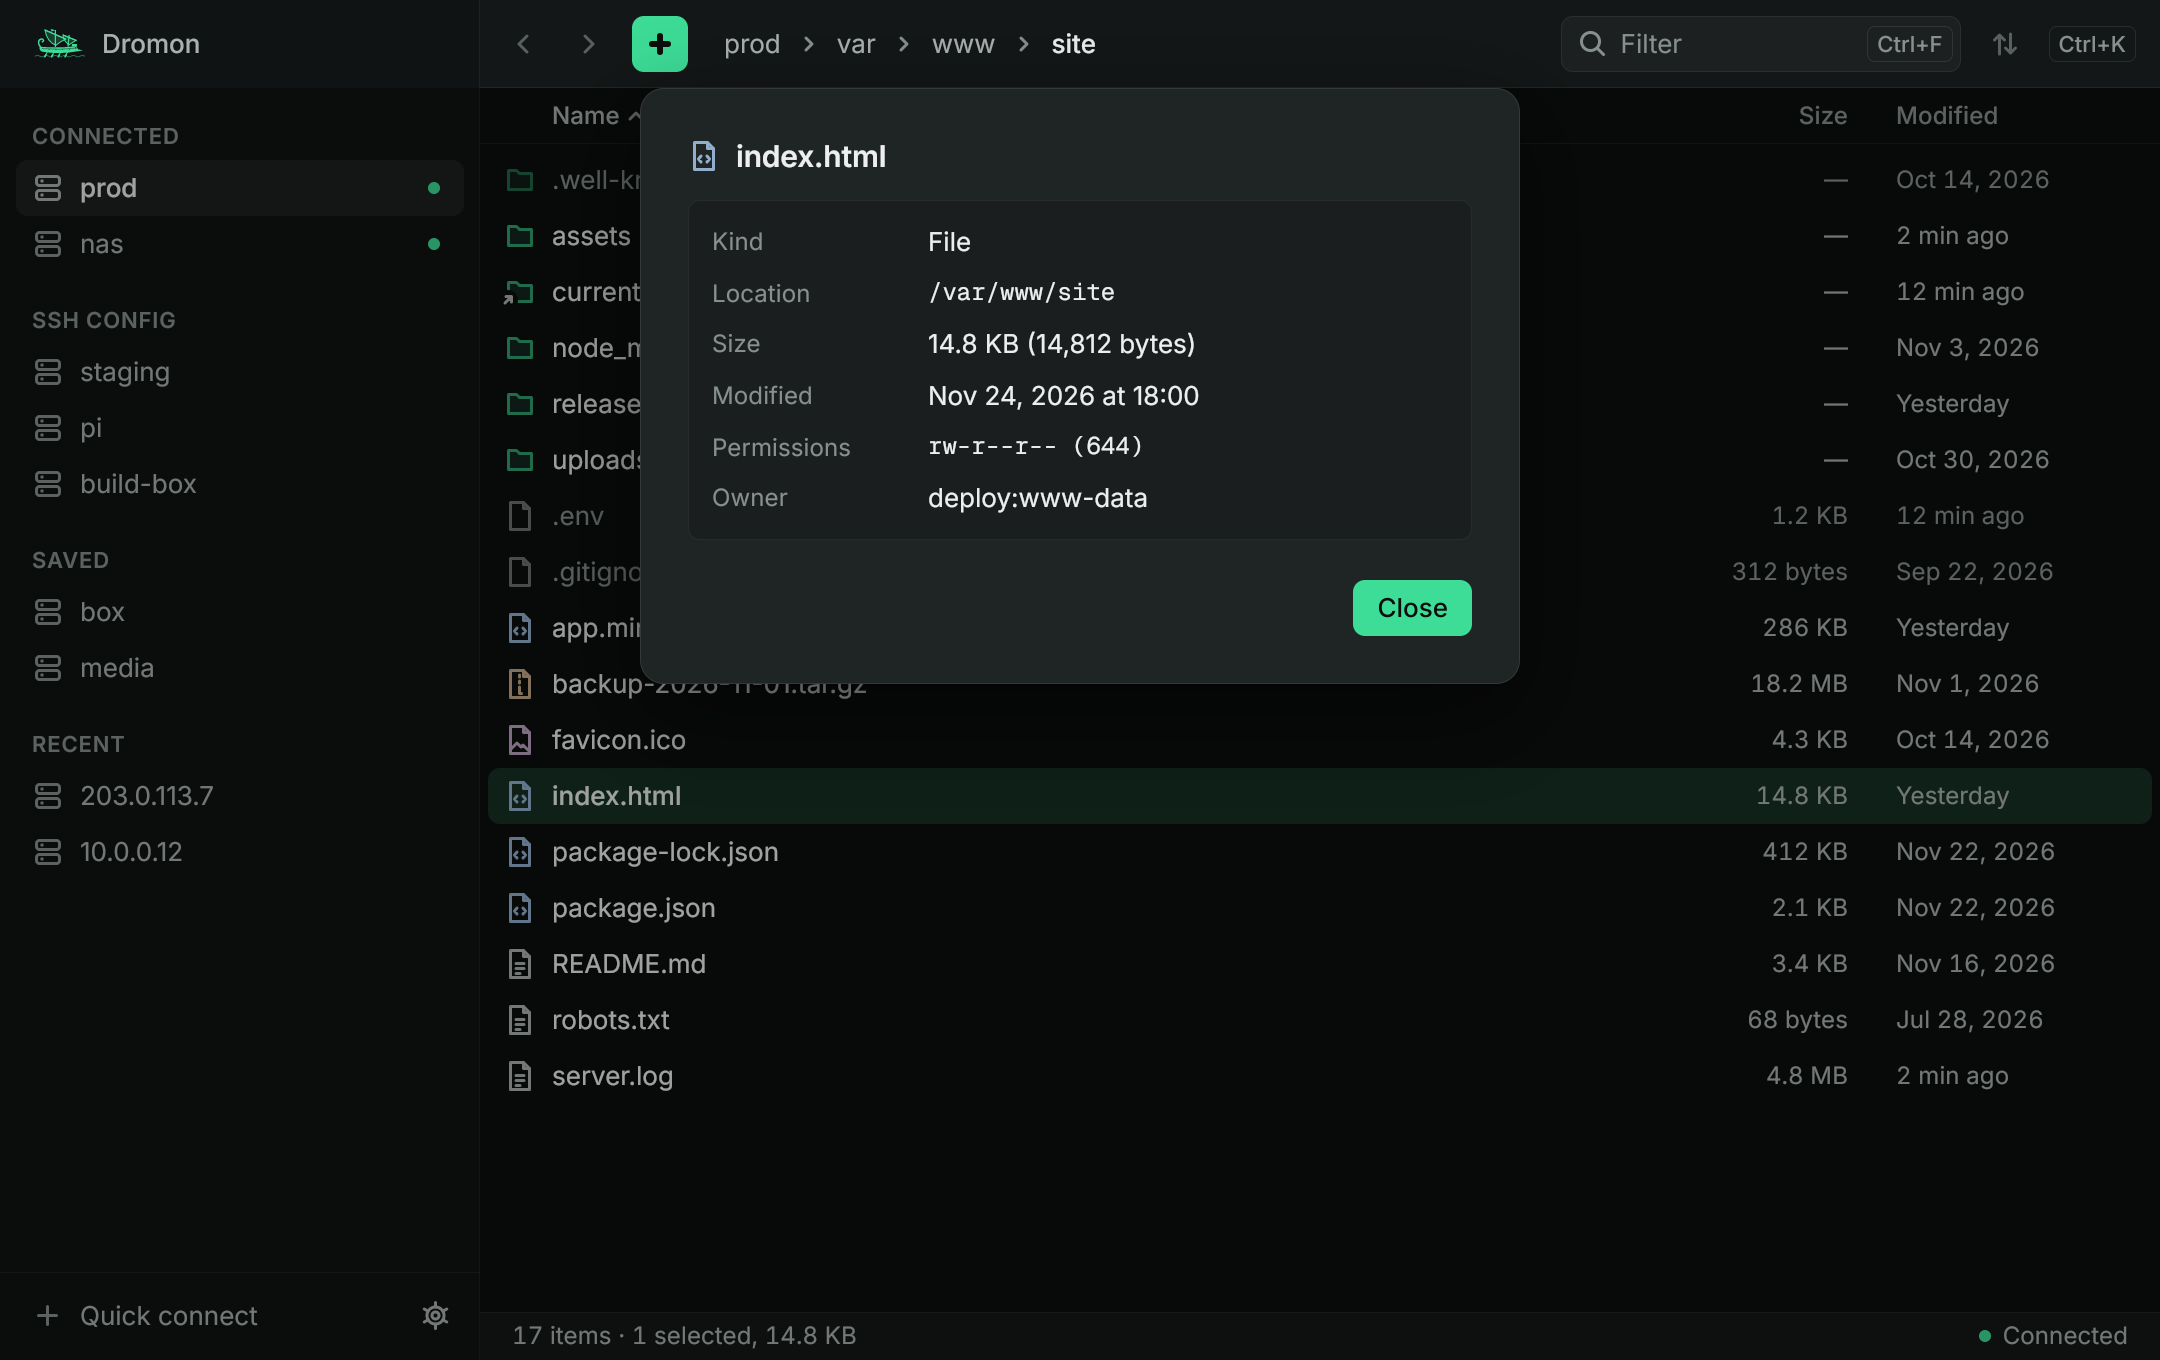 Dromon
prod > var > www > site
Filter Ctrl+F Ctrl+K
CONNECTED
prod
nas
SSH CONFIG
staging
pi
build-box
SAVED
box
media
RECENT
203.0.113.7
10.0.0.12
Quick connect
Name Size Modified
— Oct 14, 2026
assets — 2 min ago
current — 12 min ago
— Nov 3, 2026
— Yesterday
— Oct 30, 2026
.env 1.2 KB 12 min ago
312 bytes Sep 22, 2026
286 KB Yesterday
backup-2026-11-01.tar.gz 18.2 MB Nov 1, 2026
favicon.ico 4.3 KB Oct 14, 2026
index.html 14.8 KB Yesterday
package-lock.json 412 KB Nov 22, 2026
package.json 2.1 KB Nov 22, 2026
README.md 3.4 KB Nov 16, 2026
robots.txt 68 bytes Jul 28, 2026
server.log 4.8 MB 2 min ago
index.html
Kind File
Location /var/www/site
Size 14.8 KB (14,812 bytes)
Modified Nov 24, 2026 at 18:00
Permissions rw-r--r-- (644)
Owner deploy:www-data
Close
17 items · 1 selected, 14.8 KB
Connected